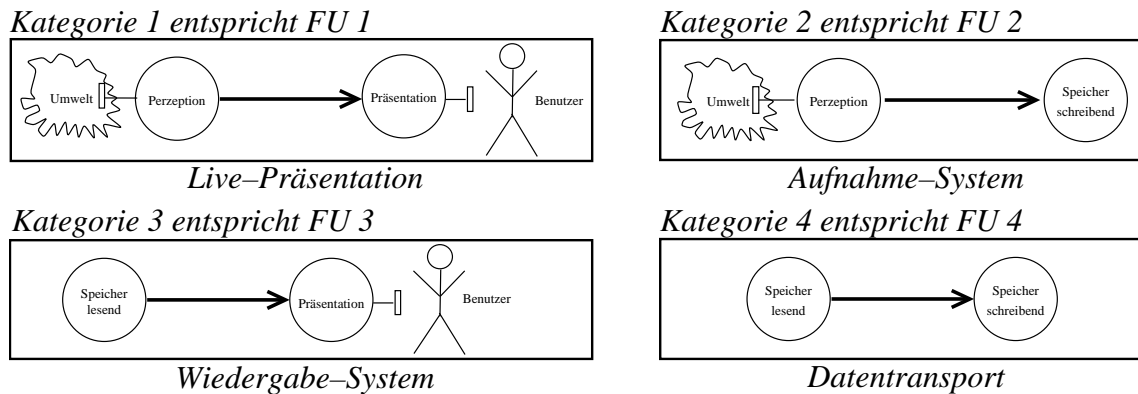 Kategorie 1 entspricht FU 1
Umwelt
Perzeption
Präsentation
Benutzer
Live–Präsentation
Kategorie 2 entspricht FU 2
Umwelt
Perzeption
Speicher
schreibend
Aufnahme–System
Kategorie 3 entspricht FU 3
Speicher
lesend
Präsentation
Benutzer
Wiedergabe–System
Kategorie 4 entspricht FU 4
Speicher
lesend
Speicher
schreibend
Datentransport